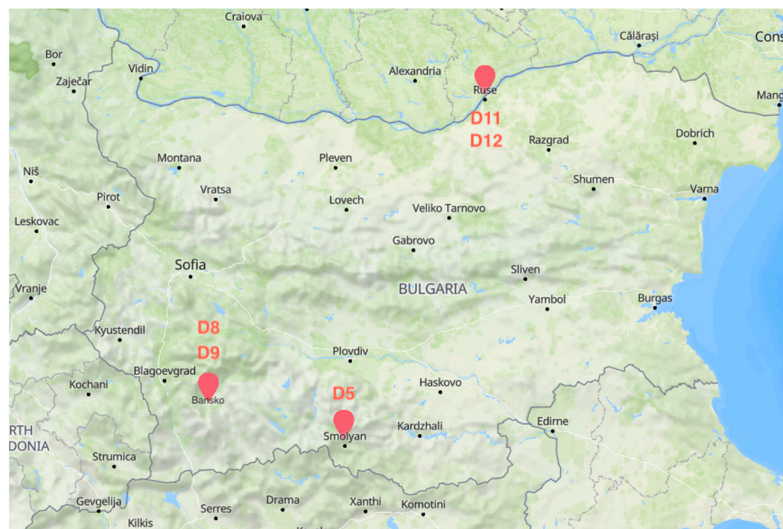 Craiova
Bor
Zaječar
Vidin
Alexandria
Călărași
Cons
Ruse
D11
D12
Mang
Razgrad
Dobrich
Montana
Pleven
Niš
Pirot
Vratsa
Lovech
Shumen
Varna
Leskovac
Veliko Tarnovo
Gabrovo
Sofia
Sliven
BULGARIA
Vranje
Yambol
Burgas
Kyustendil
D8
D9
Plovdiv
Blagoevgrad
Kochani
Bansko
D5
Haskovo
RTH
DONIA
Smolyan
Kardzhali
Edirne
Strumica
Gevgelija
Kilkis
Serres
Drama
Xanthi
Komotini